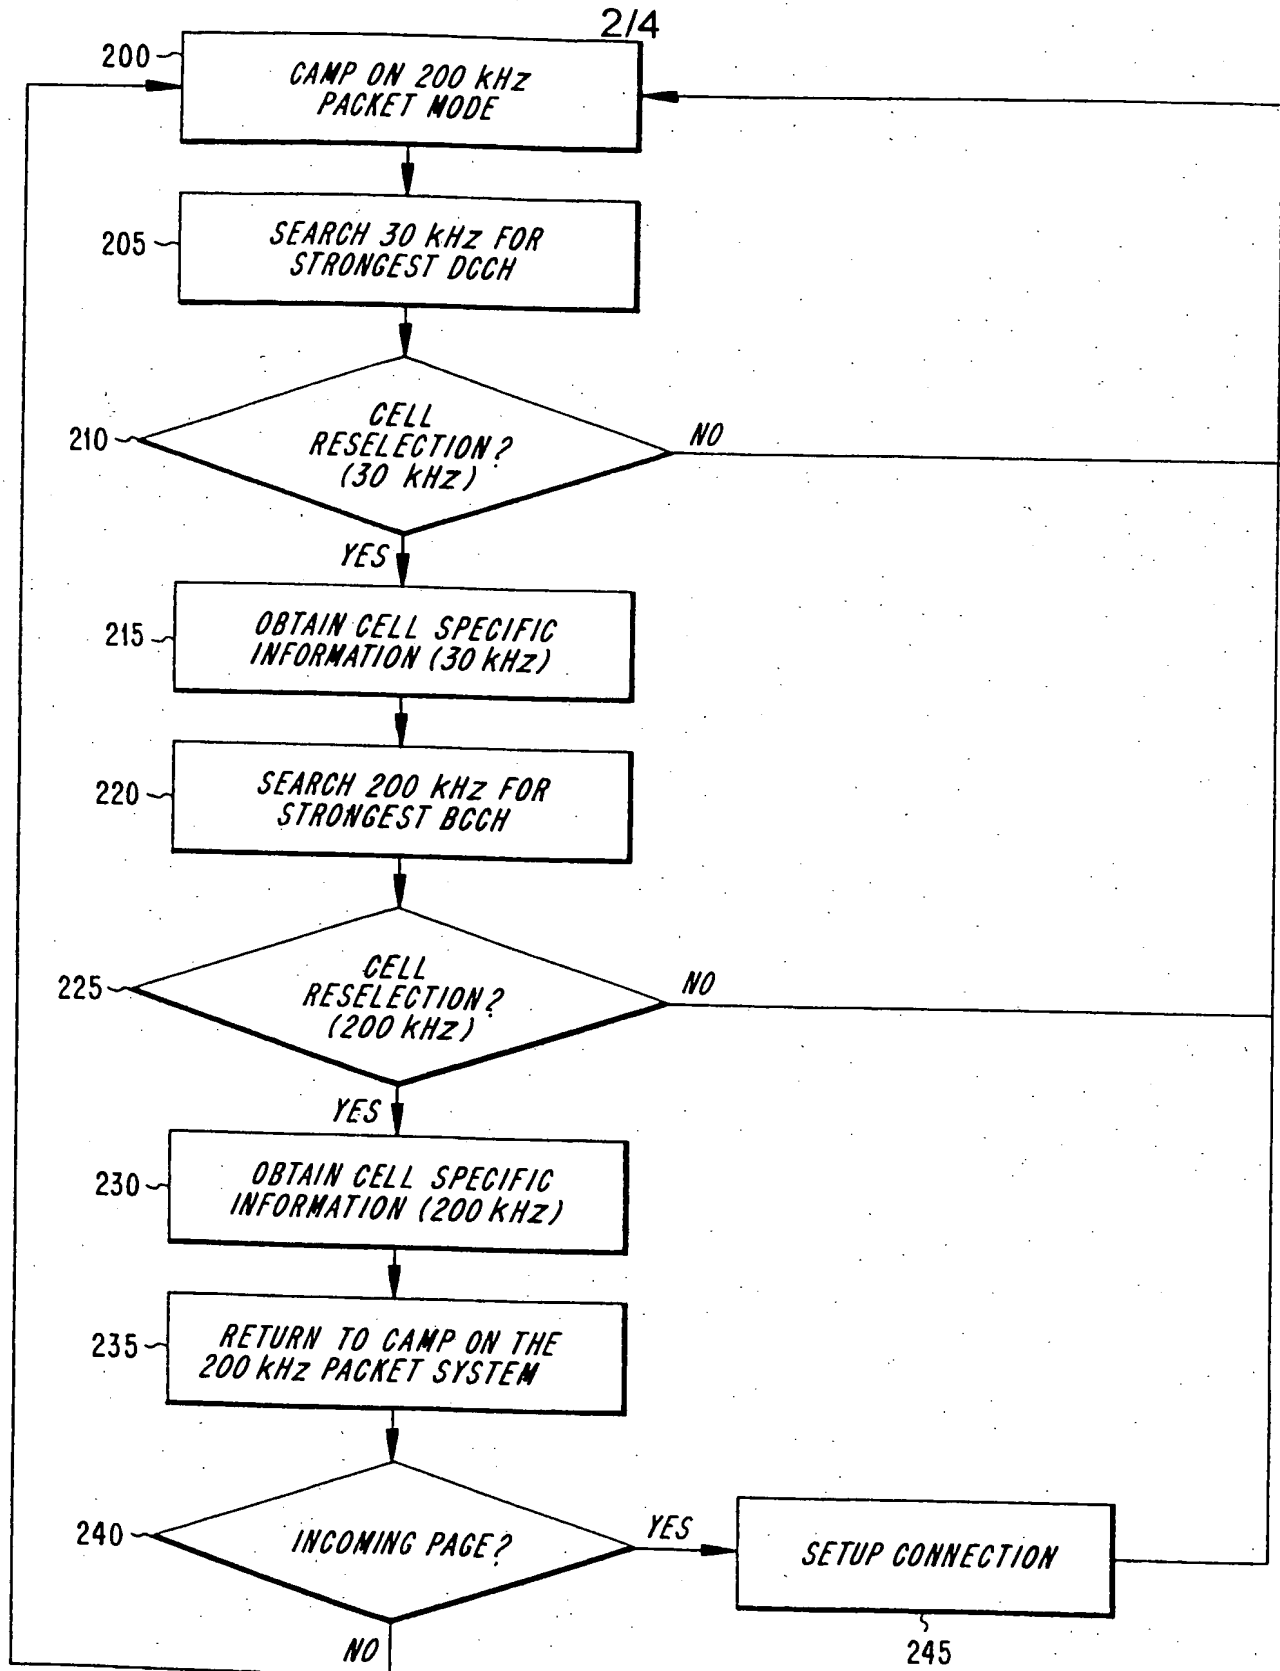 2/4
200
CAMP ON 200 kHz
PACKET MODE
205
SEARCH 30 kHz FOR
STRONGEST DCCH
210
CELL
RESELECTION?
(30 kHz)
NO
YES
215
OBTAIN CELL SPECIFIC
INFORMATION (30 kHz)
220
SEARCH 200 kHz FOR
STRONGEST BCCH
225
CELL
RESELECTION?
(200 kHz)
NO
YES
230
OBTAIN CELL SPECIFIC
INFORMATION (200 kHz)
235
RETURN TO CAMP ON THE
200 kHz PACKET SYSTEM
240
INCOMING PAGE?
YES
SETUP CONNECTION
245
NO